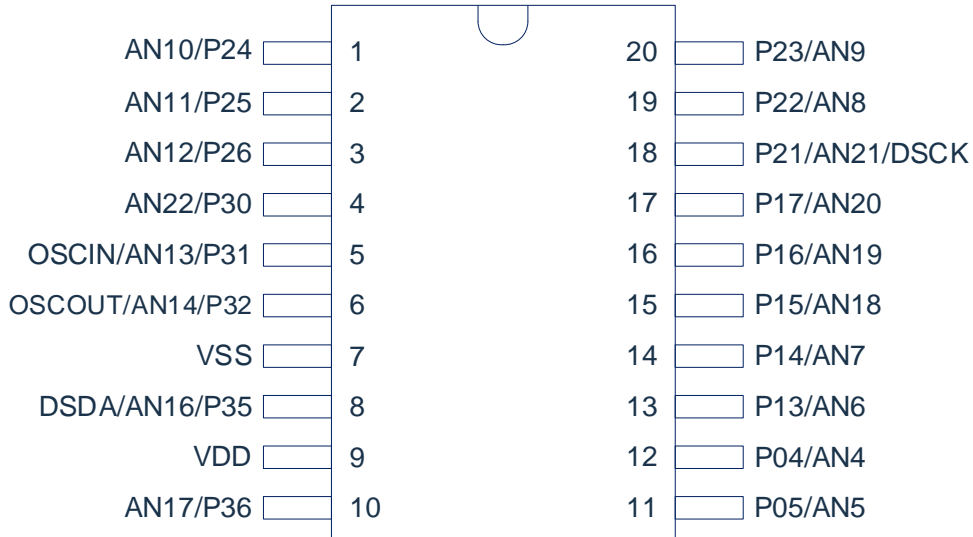 AN10/P24 1 20 P23/AN9
AN11/P25 2 19 P22/AN8
AN12/P26 3 18 P21/AN21/DSCK
AN22/P30 4 17 P17/AN20
OSCIN/AN13/P31 5 16 P16/AN19
OSCOUT/AN14/P32 6 15 P15/AN18
VSS 7 14 P14/AN7
DSDA/AN16/P35 8 13 P13/AN6
VDD 9 12 P04/AN4
AN17/P36 10 11 P05/AN5